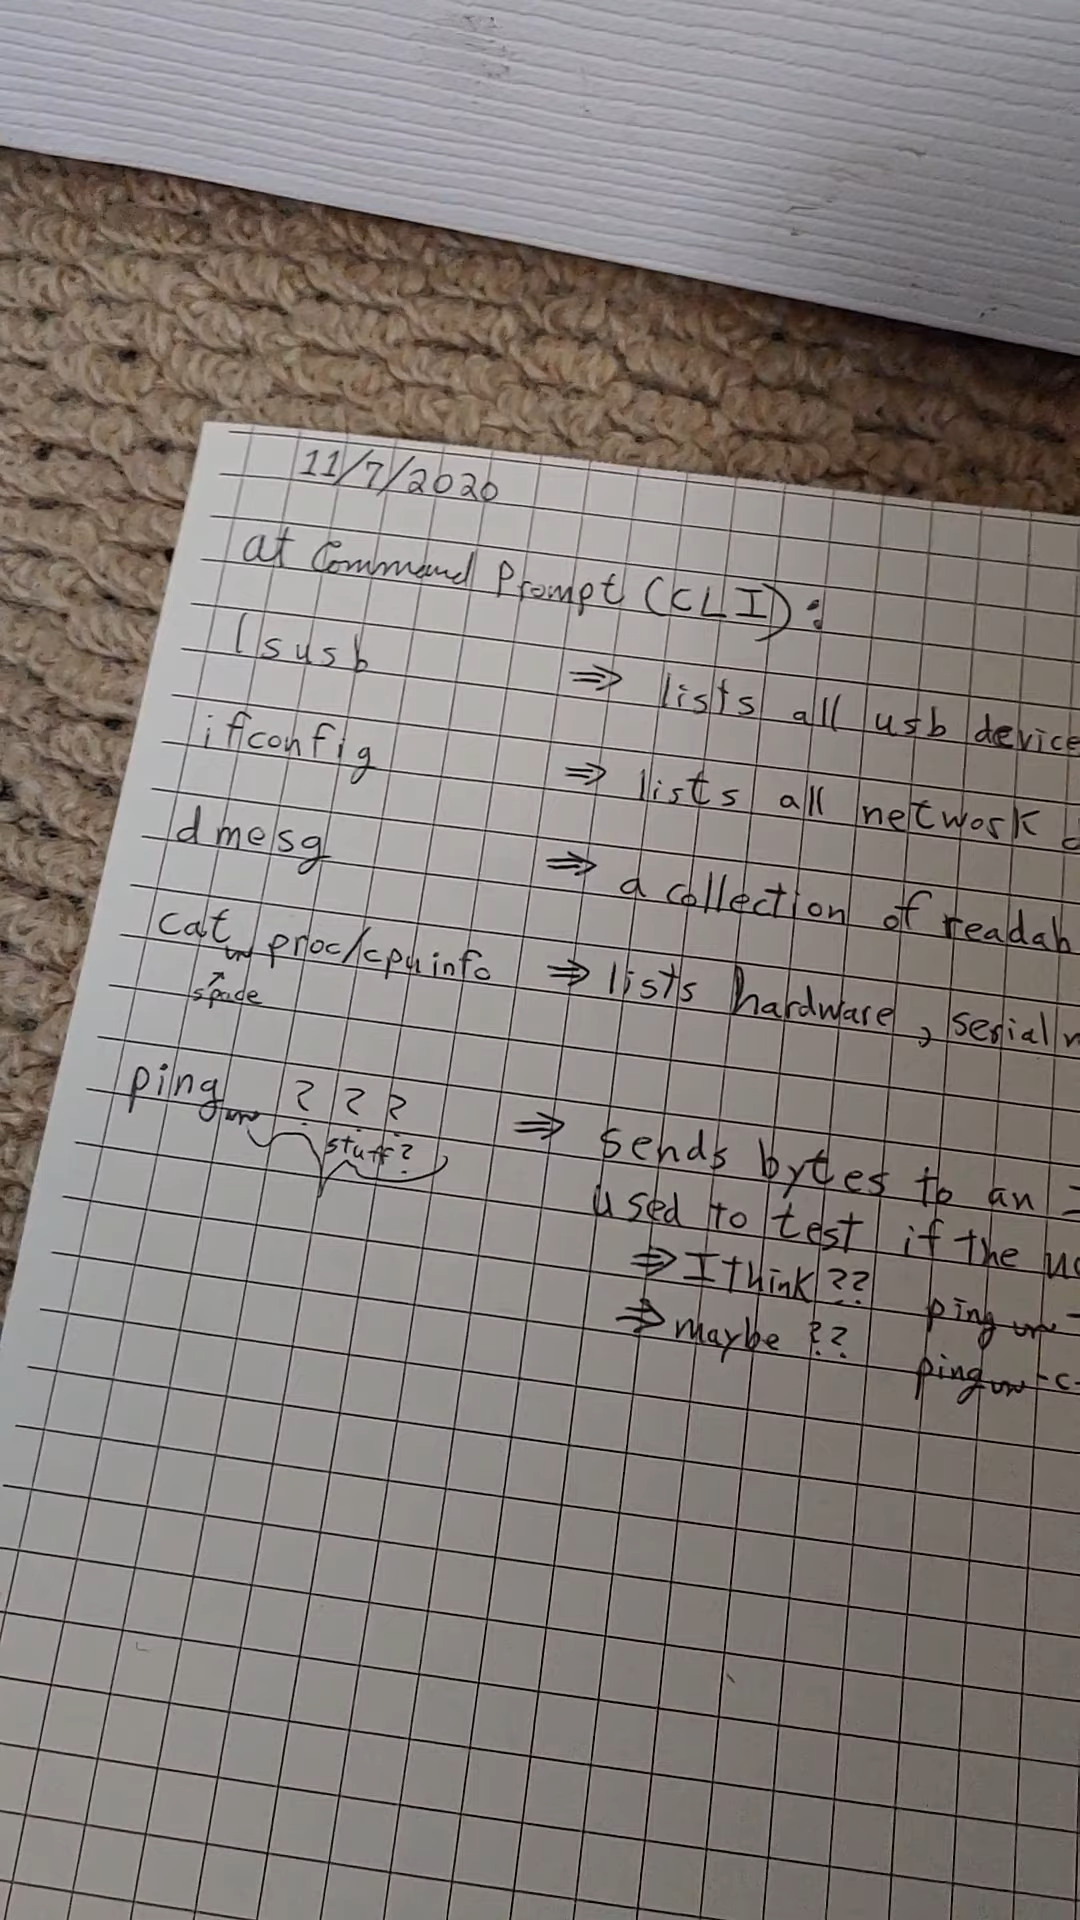 11/7/2020
at Command Prompt (CLI):
lsusb ⇒ lists all usb device
ifconfig ⇒ lists all network
dmesg ⇒ a collection of readab
cat proc/cpuinfo ⇒ lists hardware, serial n
space
ping ? ? ? ⇒ sends bytes to an
stuff?
used to test if the
⇒ I think ?? ping
⇒ maybe ?? ping -c